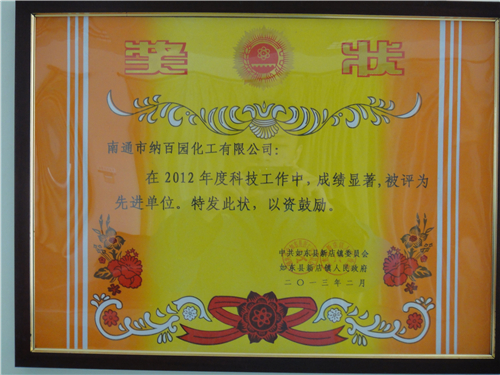 奖状
南通市纳百园化工有限公司:
在2012年度科技工作中,成绩显著,被评为
先进单位。特发此状,以资鼓励。
中共如东县新店镇委员会
如东县新店镇人民政府
二〇一三年二月